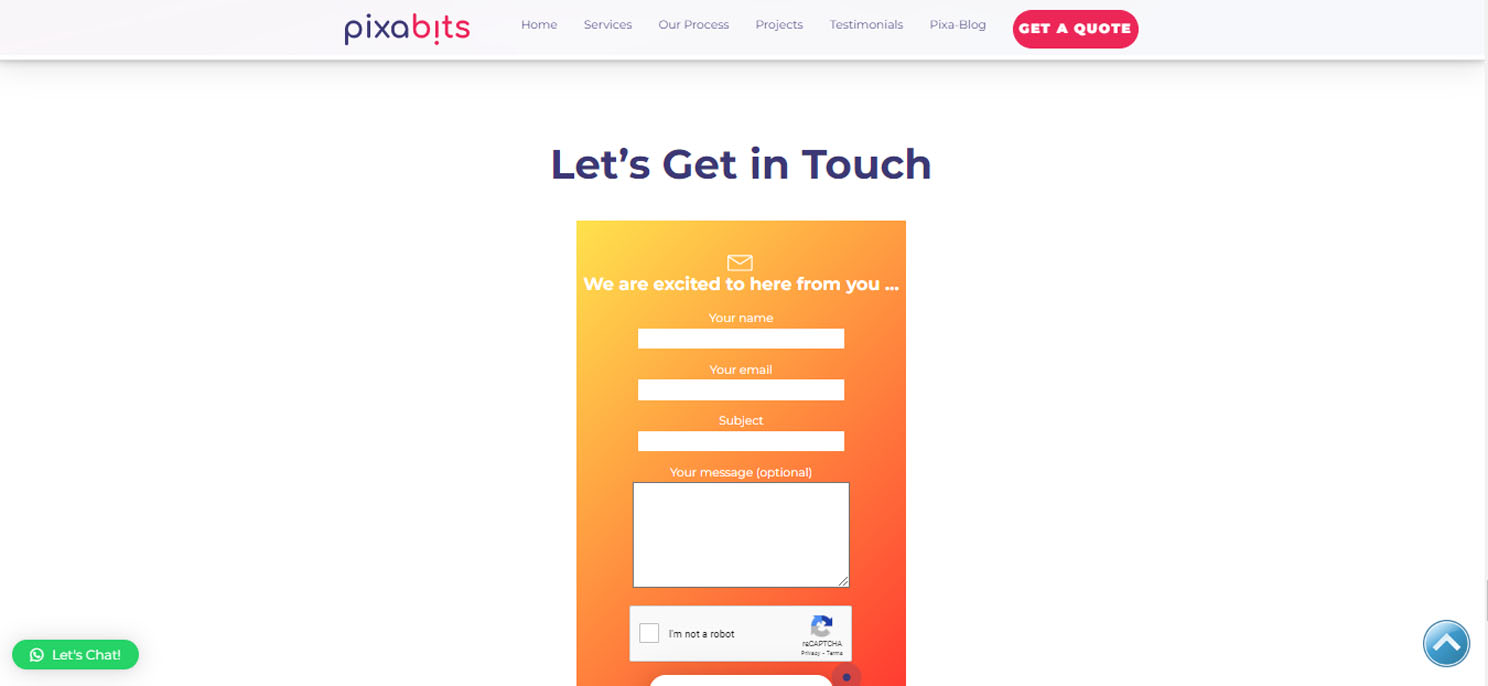 pixabits
Home Services Our Process Projects Testimonials Pixa-Blog GET A QUOTE
Let’s Get in Touch
We are excited to here from you ...
Your name
Your email
Subject
Your message (optional)
I'm not a robot
reCAPTCHA
Privacy - Terms
Let's Chat!